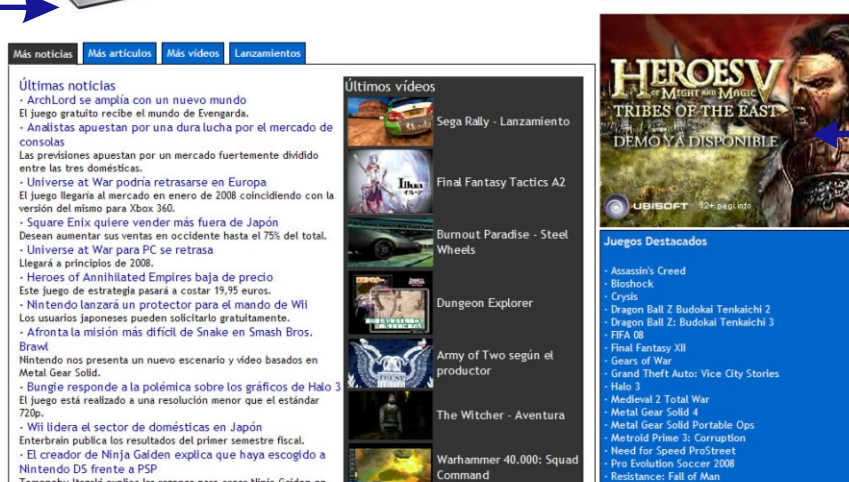 Más noticias
Más artículos
Más vídeos
Lanzamientos
Últimas noticias
· ArchLord se amplía con un nuevo mundo
El juego gratuito recibe el mundo de Evengarda.
· Analistas apuestan por una dura lucha por el mercado de
consolas
Las previsiones apuestan por un mercado fuertemente dividido
entre las tres domésticas.
· Universe at War podría retrasarse en Europa
El juego llegaría al mercado en enero de 2008 coincidiendo con la
versión del mismo para Xbox 360.
· Square Enix quiere vender más fuera de Japón
Desean aumentar sus ventas en occidente hasta el 75% del total.
· Universe at War para PC se retrasa
Llegará a principios de 2008.
· Heroes of Annihilated Empires baja de precio
Este juego de estrategia pasará a costar 19,95 euros.
· Nintendo lanzará un protector para el mando de Wii
Los usuarios japoneses pueden solicitarlo gratuitamente.
· Afronta la misión más difícil de Snake en Smash Bros.
Brawl
Nintendo nos presenta un nuevo escenario y video basados en
Metal Gear Solid.
· Bungie responde a la polémica sobre los gráficos de Halo 3
El juego está realizado a una resolución menor que el estándar
720p.
· Wii lidera el sector de domésticas en Japón
Enterbrain publica los resultados del primer semestre fiscal.
· El creador de Ninja Gaiden explica que haya escogido a
Nintendo DS frente a PSP
Últimos vídeos
Sega Rally - Lanzamiento
Final Fantasy Tactics A2
Burnout Paradise - Steel
Wheels
Dungeon Explorer
Army of Two según el
productor
The Witcher - Aventura
Warhammer 40.000: Squad
Command
HEROES V
OF MIGHT AND MAGIC
TRIBES OF THE EAST
DEMO YA DISPONIBLE
UBISOFT 12+ pegi.info
Juegos Destacados
· Assassin's Creed
· Bioshock
· Crysis
· Dragon Ball Z Budokai Tenkaichi 2
· Dragon Ball Z: Budokai Tenkaichi 3
· FIFA 08
· Final Fantasy XII
· Gears of War
· Grand Theft Auto: Vice City Stories
· Halo 3
· Medieval 2 Total War
· Metal Gear Solid 4
· Metal Gear Solid Portable Ops
· Metroid Prime 3: Corruption
· Need for Speed ProStreet
· Pro Evolution Soccer 2008
· Resistance: Fall of Man